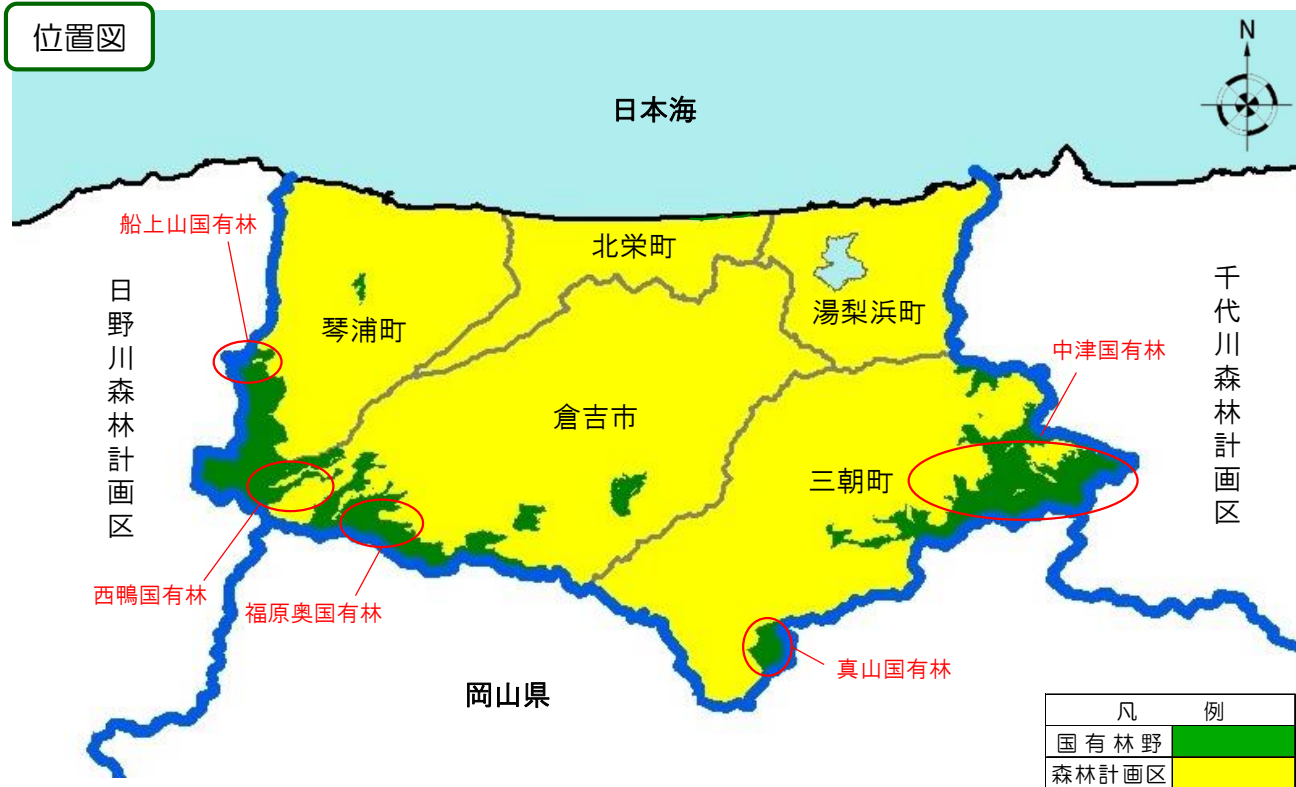 位置図
N
日本海
船上山国有林
北栄町
日野川森林計画区
千代川森林計画区
琴浦町
湯梨浜町
中津国有林
倉吉市
三朝町
西鴨国有林
福原奥国有林
真山国有林
岡山県
凡 例
国有林野
森林計画区